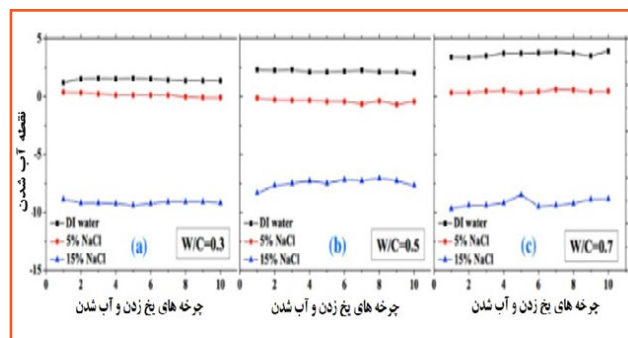 نقطه آب شدن
5
0
-5
-10
-15
DI water
5% NaCl
15% NaCl
(a)
W/C=0.3
0 2 4 6 8 10
چرخه های یخ زدن و آب شدن
DI water
5% NaCl
15% NaCl
(b)
W/C=0.5
0 2 4 6 8 10
چرخه های یخ زدن و آب شدن
DI water
5% NaCl
15% NaCl
(c)
W/C=0.7
0 2 4 6 8 10
چرخه های یخ زدن و آب شدن